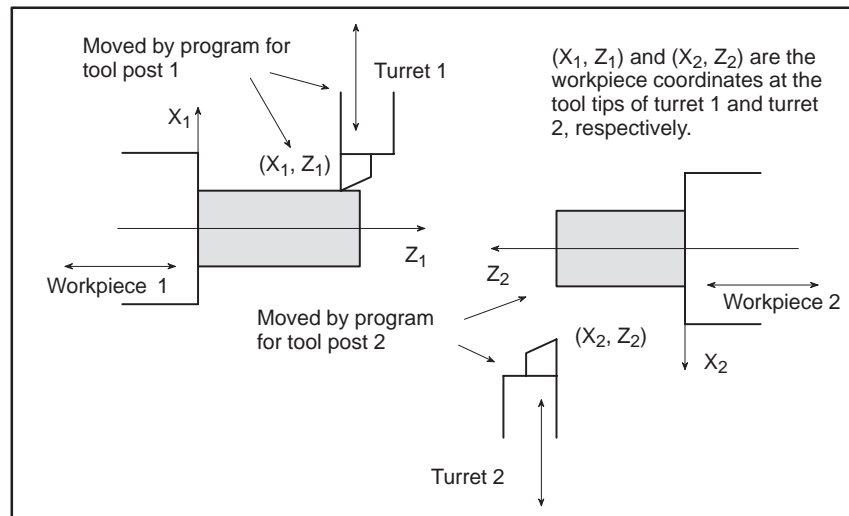 Moved by program for
tool post 1
Turret 1
(X1, Z1) and (X2, Z2) are the
workpiece coordinates at the
tool tips of turret 1 and turret
2, respectively.
X1
(X1, Z1)
Z1
Workpiece 1
Z2
Workpiece 2
Moved by program
for tool post 2
(X2, Z2)
X2
Turret 2